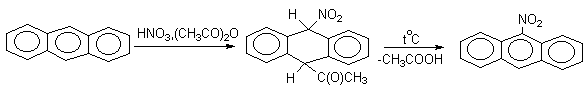 HNO3,(CH3CO)2O
H NO2
H C(O)CH3
t°C
-CH3COOH
NO2